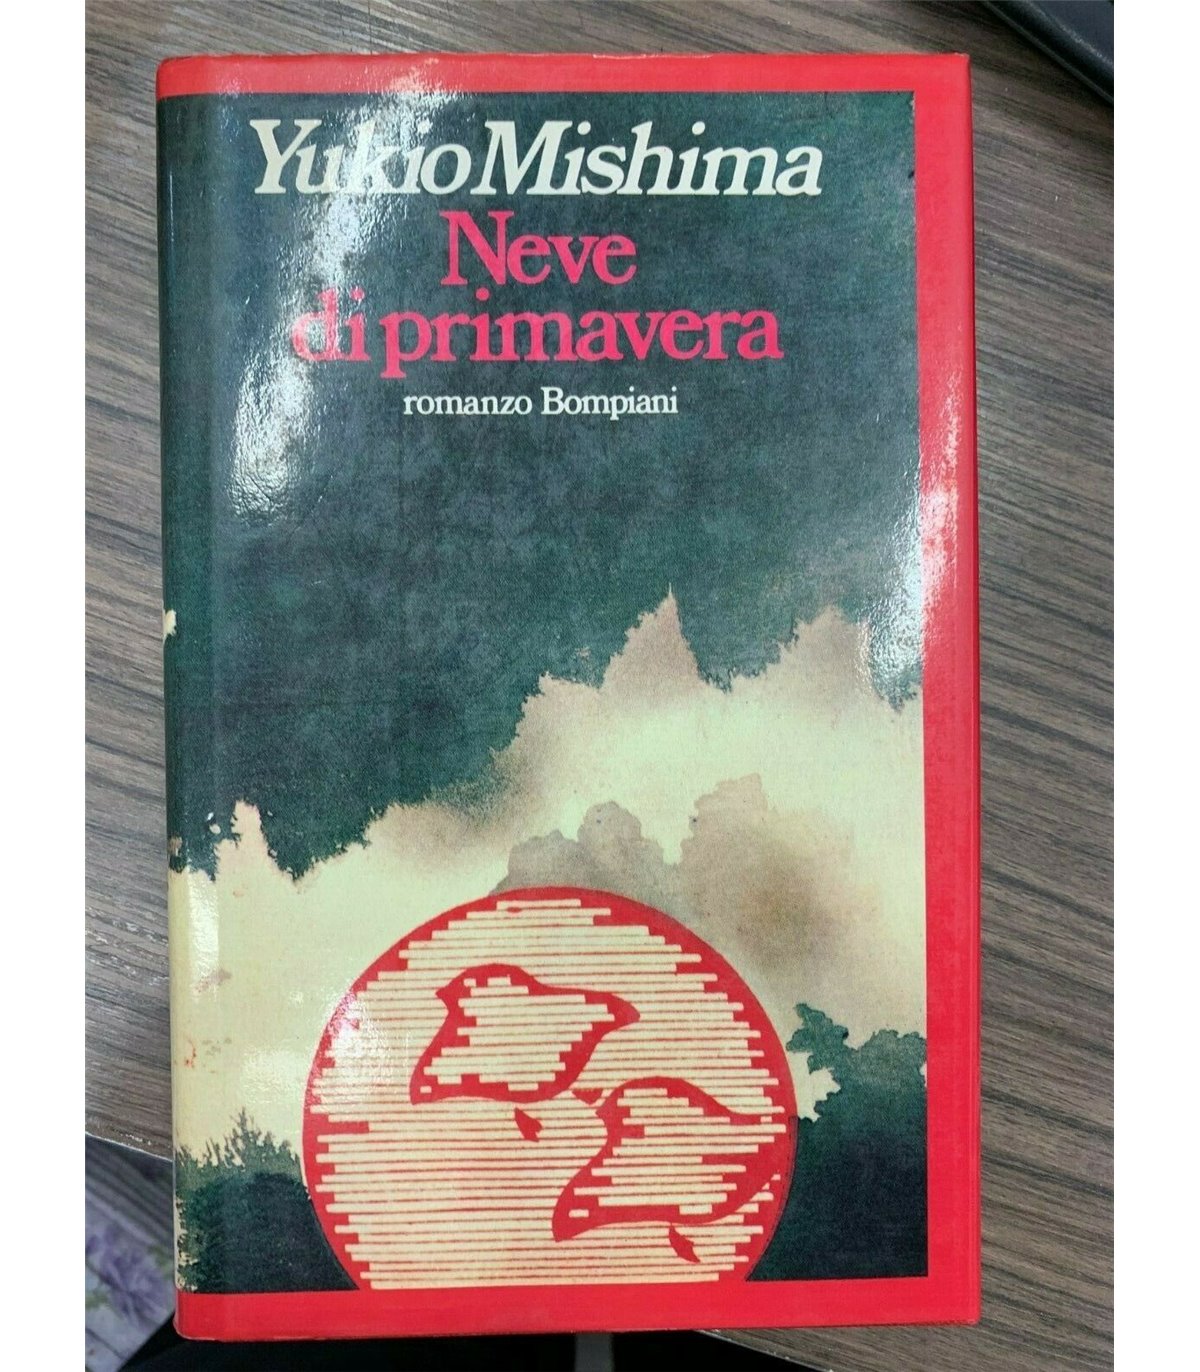 Yukio Mishima
Neve
di primavera
romanzo Bompiani